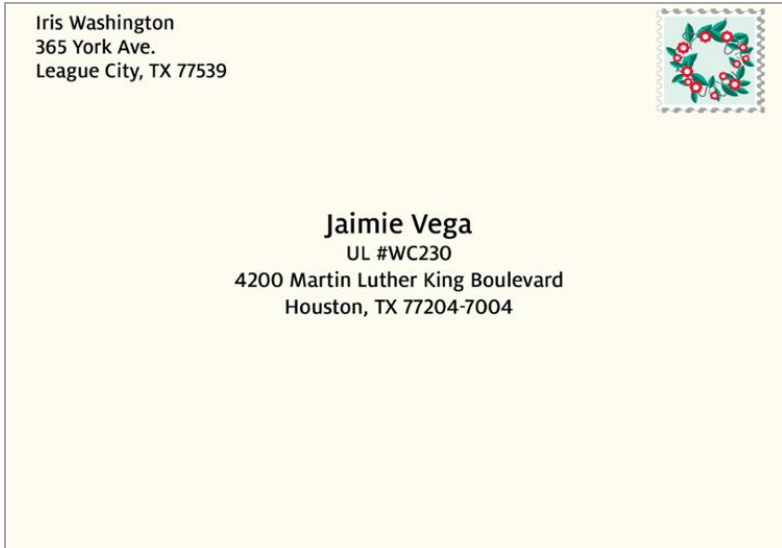 Iris Washington
365 York Ave.
League City, TX 77539
Jaimie Vega
UL #WC230
4200 Martin Luther King Boulevard
Houston, TX 77204-7004